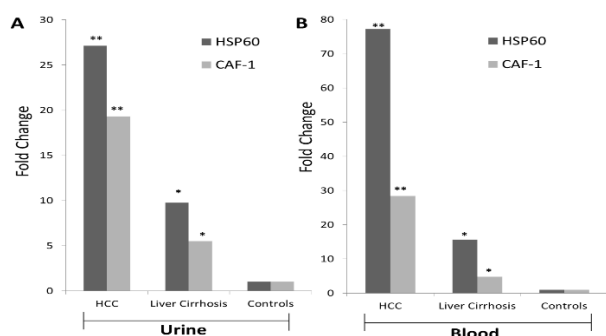 A
HSP60
CAF-1
Fold Change
30
25
20
15
10
5
0
**
**
*
*
HCC
Liver Cirrhosis
Controls
Urine
B
HSP60
CAF-1
Fold Change
80
70
60
50
40
30
20
10
0
**
**
*
*
HCC
Liver Cirrhosis
Controls
Blood